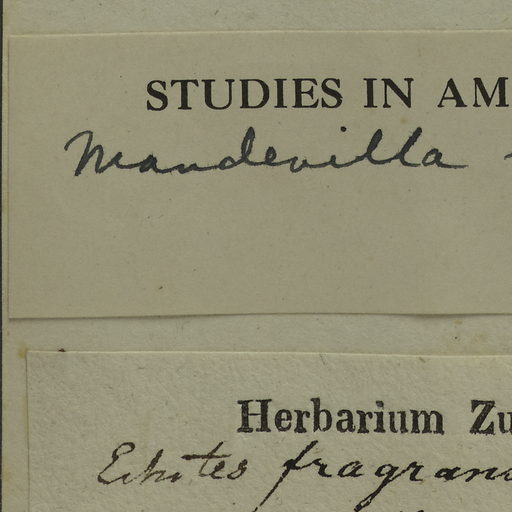 STUDIES IN AM
Mandevilla
Herbarium Zu
Echites fragran